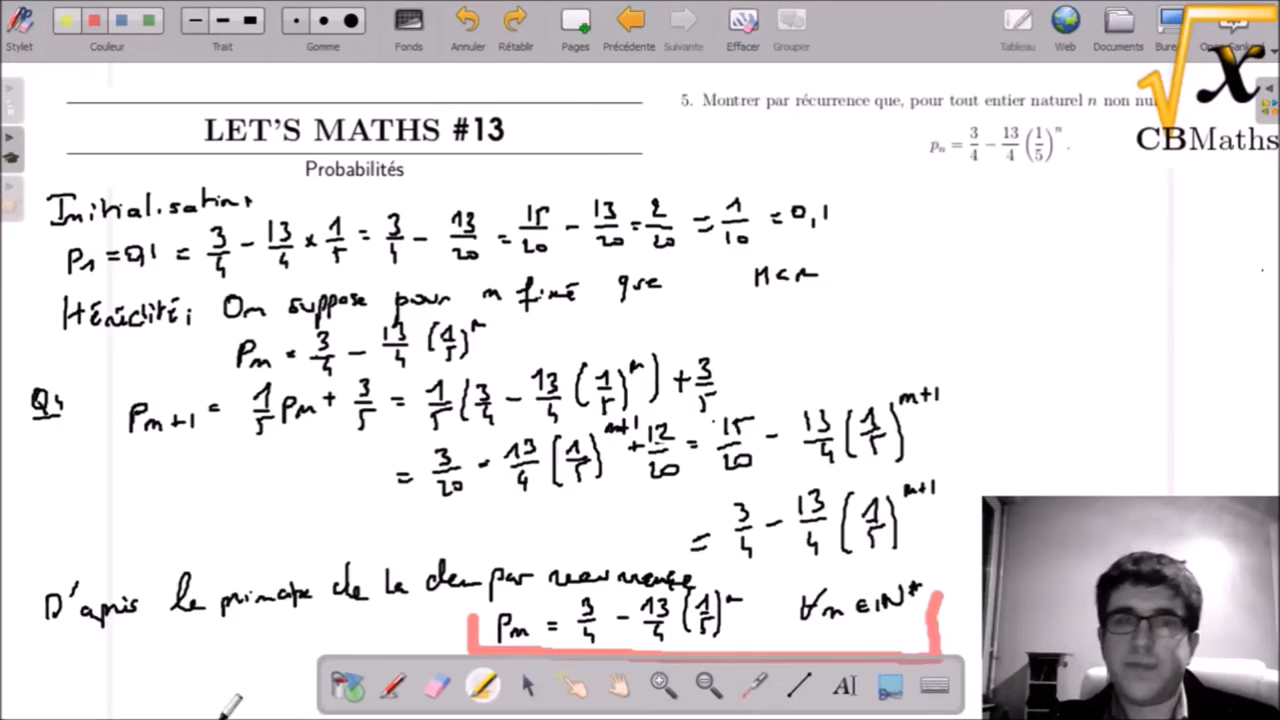 Stylet Couleur Trait Gomme Fonds Annuler Rétablir Pages Précédente Suivante Effacer Grouper Tableau Web Documents
LET'S MATHS #13
Probabilités
5. Montrer par récurrence que, pour tout entier naturel n non nu
pₙ = 3/4 − 13/4 (1/5)ⁿ.
x
CBMaths
Initialisation:
P₁ = 0,1 = 3/4 − 13/4 × 1/5 = 3/4 − 13/20 = 15/20 − 13/20 = 2/20 = 1/10 = 0,1
Hérédité: On suppose pour n fixé que
Pₙ = 3/4 − 13/4 (1/5)ⁿ
Q4 Pₙ₊₁ = 1/5 Pₙ + 3/5 = 1/5 (3/4 − 13/4 (1/5)ⁿ) + 3/5
= 3/20 − 13/4 (1/5)ⁿ⁺¹ + 12/20 = 15/20 − 13/4 (1/5)ⁿ⁺¹
= 3/4 − 13/4 (1/5)ⁿ⁺¹
D'après le principe de la dem par récurrence
Pₙ = 3/4 − 13/4 (1/5)ⁿ ∀n ∈ ℕ*
AI